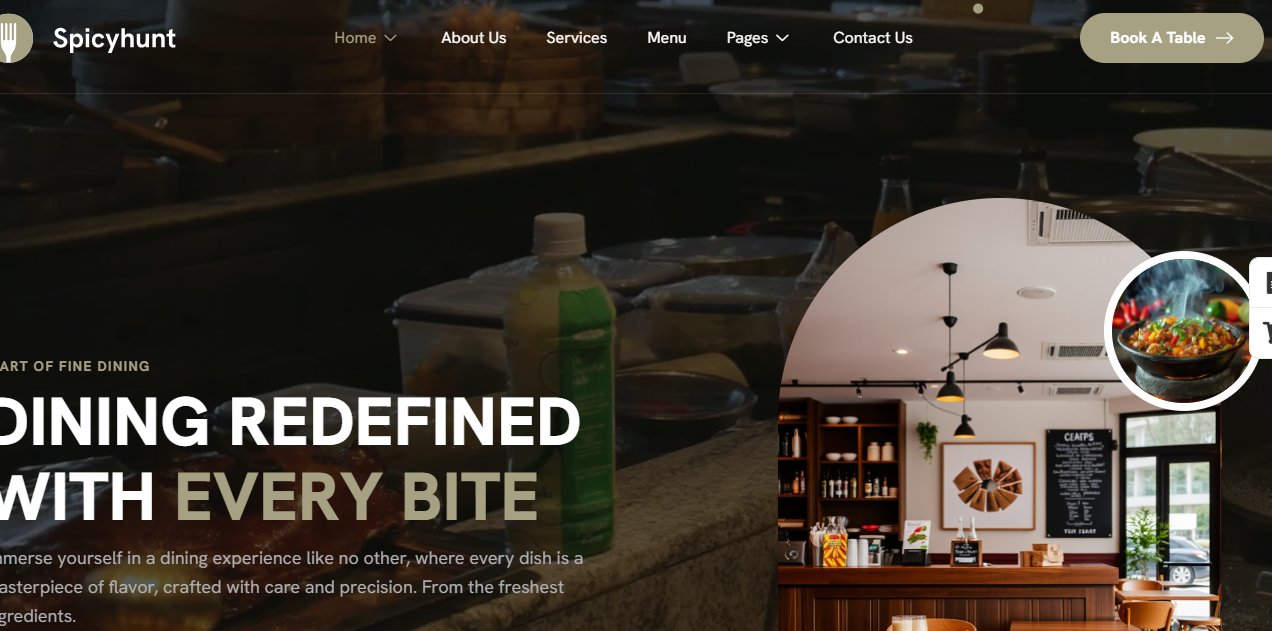 Spicyhunt
Home
About Us
Services
Menu
Pages
Contact Us
Book A Table
ART OF FINE DINING
DINING REDEFINED
WITH EVERY BITE
mmerse yourself in a dining experience like no other, where every dish is a
asterpiece of flavor, crafted with care and precision. From the freshest
gredients.
CEATPS